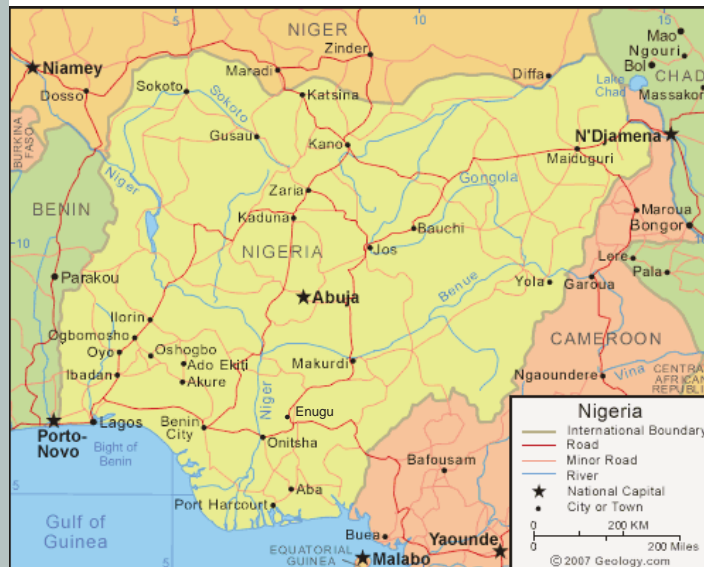 5
10
15
NIGER
Zinder
Mao
Ngouri
Bol
CHAD
Massakor
Niamey
Maradi
Diffa
Lake
Chad
Dosso
Sokoto
Katsina
Sokoto
N'Djamena
BURKINA
FASO
Gusau
Kano
Maiduguri
Niger
Gongola
Zaria
BENIN
Kaduna
Maroua
Bongor
Bauchi
10
NIGERIA
Jos
Lere
Pala
Parakou
Benue
Yola
Garoua
Abuja
Ilorin
Ogbomosho
CAMEROON
Oyo
Oshogbo
Ado Ekiti
Makurdi
Ibadan
Akure
Ngaoundere
Vina
CENTRAL
AFRICAN
REPUBLIC
Niger
Enugu
Lagos
Benin
City
Porto-
Novo
Onitsha
Bight of
Benin
Bafousam
5
Aba
Port Harcourt
Gulf of
Guinea
Buea
Yaounde
EQUATORIAL
GUINEA
Malabo
5
Nigeria
International Boundary
Road
Minor Road
River
National Capital
City or Town
0 200 KM
0 200 Miles
© 2007 Geology.com